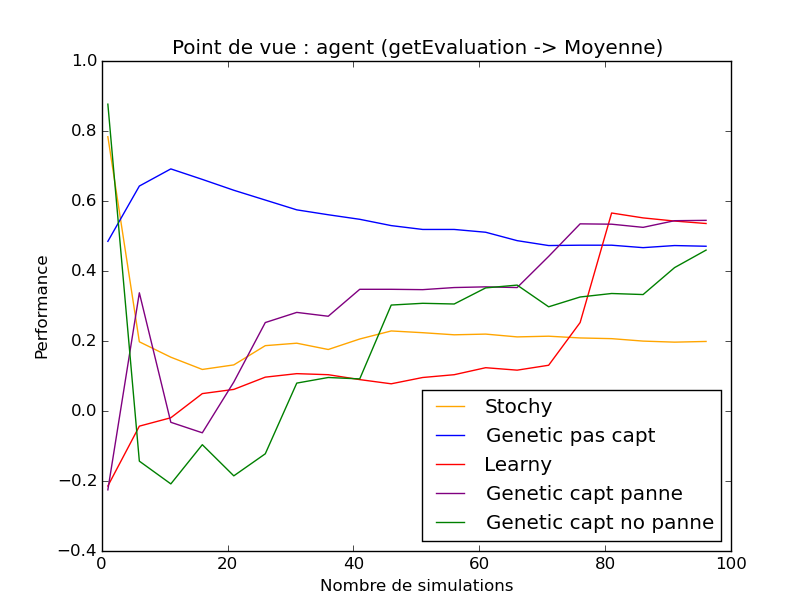 Point de vue : agent (getEvaluation -> Moyenne)
1.0
0.8
0.6
0.4
0.2
0.0
−0.2
−0.4
Performance
0 20 40 60 80 100
Nombre de simulations
Stochy
Genetic pas capt
Learny
Genetic capt panne
Genetic capt no panne